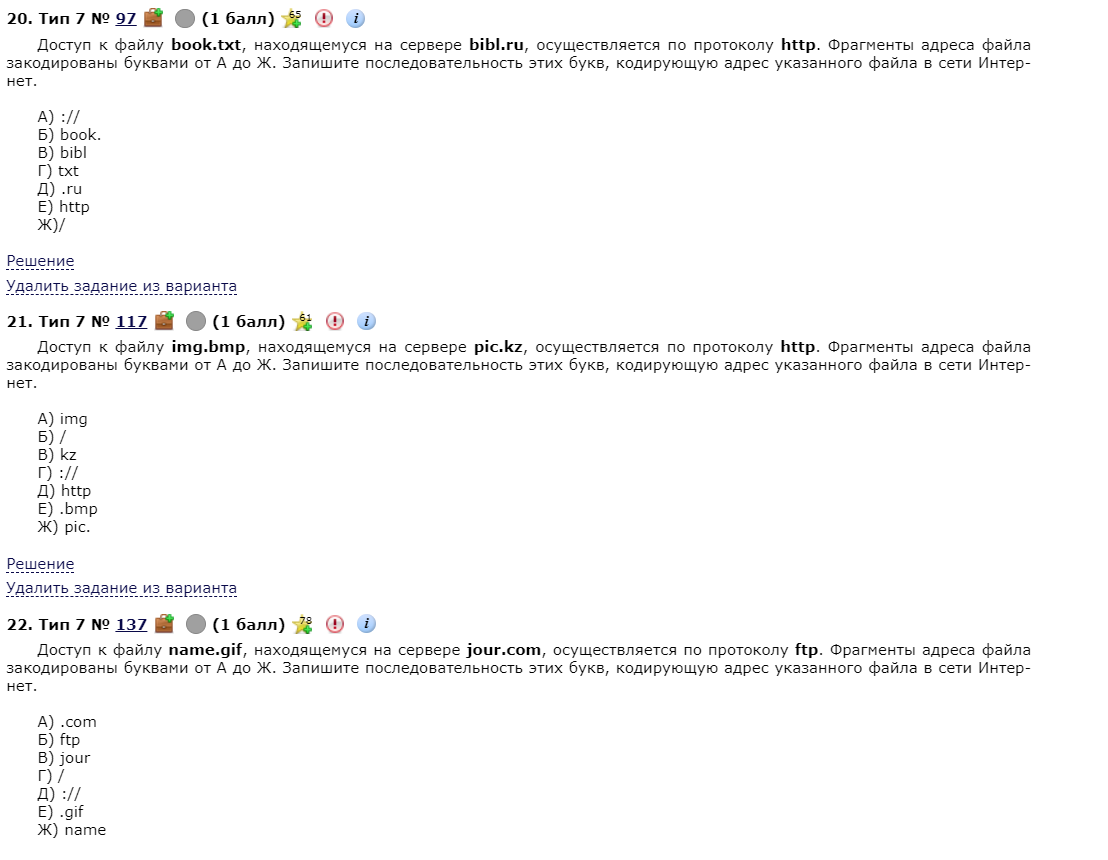 20. Тип 7 № 97 (1 балл) 65
Доступ к файлу book.txt, находящемуся на сервере bibl.ru, осуществляется по протоколу http. Фрагменты адреса файла
закодированы буквами от А до Ж. Запишите последовательность этих букв, кодирующую адрес указанного файла в сети Интер-
нет.
А) ://
Б) book.
В) bibl
Г) txt
Д) .ru
Е) http
Ж)/
Решение
Удалить задание из варианта
21. Тип 7 № 117 (1 балл) 61
Доступ к файлу img.bmp, находящемуся на сервере pic.kz, осуществляется по протоколу http. Фрагменты адреса файла
закодированы буквами от А до Ж. Запишите последовательность этих букв, кодирующую адрес указанного файла в сети Интер-
нет.
А) img
Б) /
В) kz
Г) ://
Д) http
Е) .bmp
Ж) pic.
Решение
Удалить задание из варианта
22. Тип 7 № 137 (1 балл) 78
Доступ к файлу name.gif, находящемуся на сервере jour.com, осуществляется по протоколу ftp. Фрагменты адреса файла
закодированы буквами от А до Ж. Запишите последовательность этих букв, кодирующую адрес указанного файла в сети Интер-
нет.
А) .com
Б) ftp
В) jour
Г) /
Д) ://
Е) .gif
Ж) name